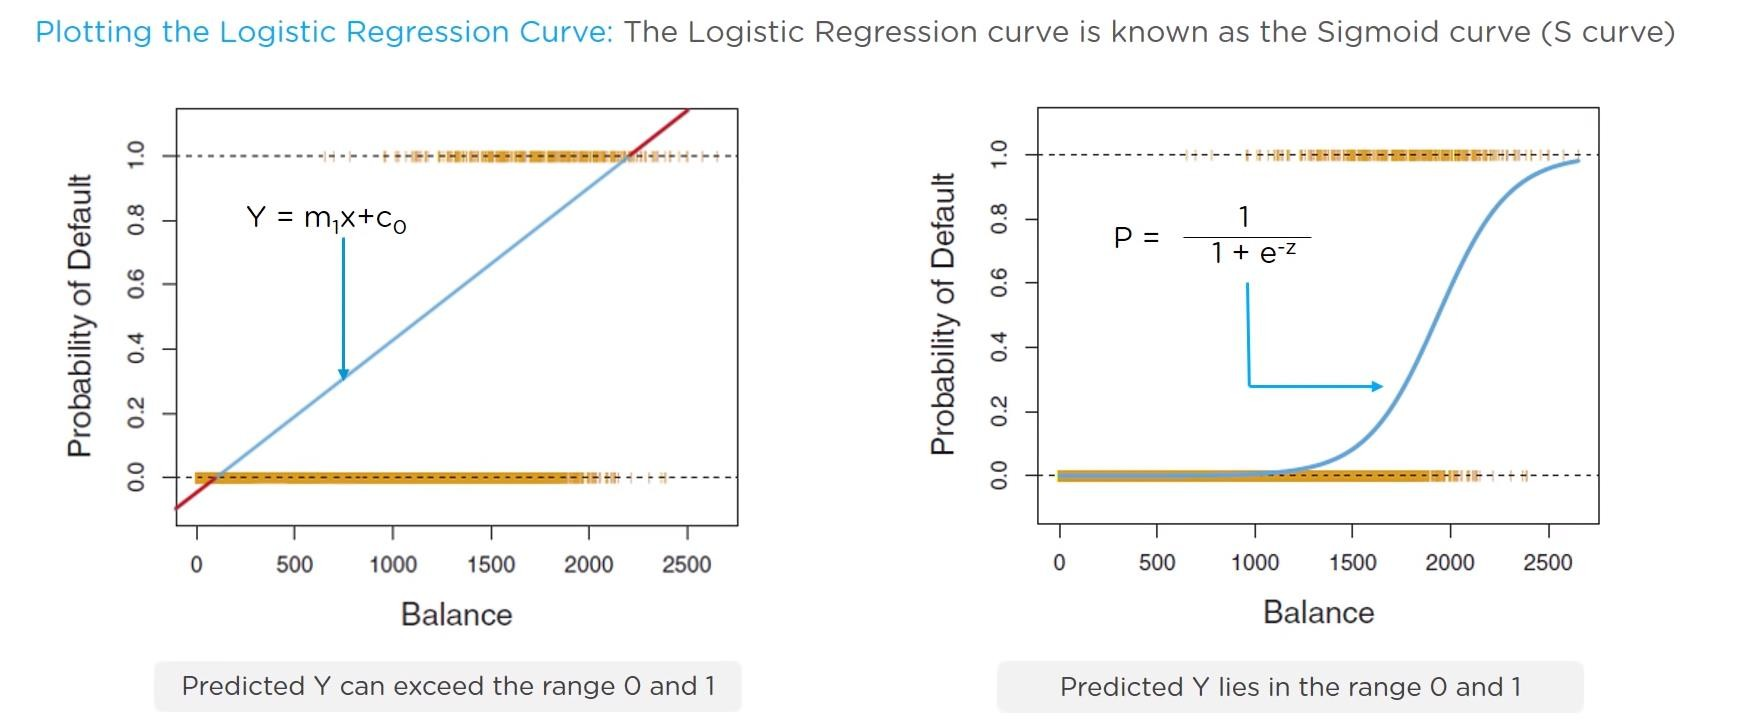 Plotting the Logistic Regression Curve: The Logistic Regression curve is known as the Sigmoid curve (S curve)
Probability of Default
1.0
0.8
0.6
0.4
0.2
0.0
Y = m₁x+c₀
0 500 1000 1500 2000 2500
Balance
Predicted Y can exceed the range 0 and 1
Probability of Default
1.0
0.8
0.6
0.4
0.2
0.0
P =
1
1 + e⁻ᶻ
0 500 1000 1500 2000 2500
Balance
Predicted Y lies in the range 0 and 1